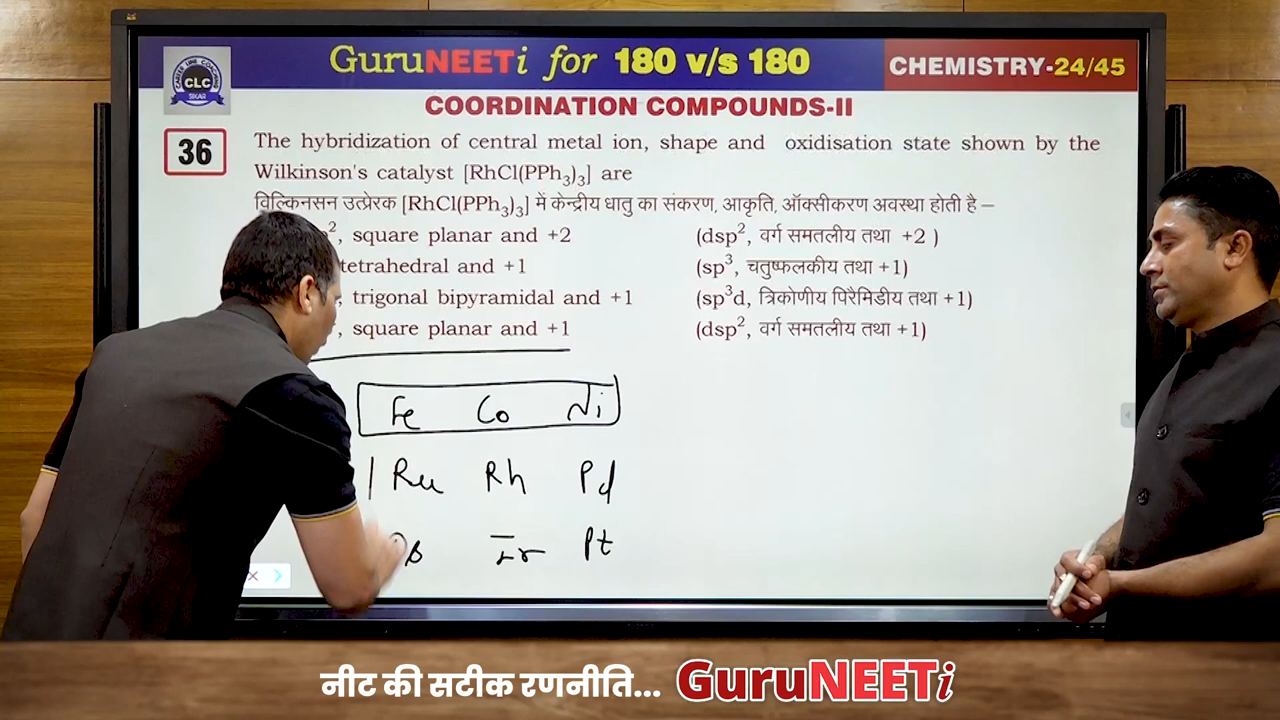 GuruNEETi for 180 v/s 180
CHEMISTRY-24/45
CLC
SIKAR
COORDINATION COMPOUNDS-II
36
The hybridization of central metal ion, shape and oxidisation state shown by the
Wilkinson's catalyst [RhCl(PPh₃)₃] are
विल्किनसन उत्प्रेरक [RhCl(PPh₃)₃] में केन्द्रीय धातु का संकरण, आकृति, ऑक्सीकरण अवस्था होती है –
², square planar and +2 (dsp², वर्ग समतलीय तथा +2 )
tetrahedral and +1 (sp³, चतुष्फलकीय तथा +1)
, trigonal bipyramidal and +1 (sp³d, त्रिकोणीय पिरैमिडीय तथा +1)
, square planar and +1 (dsp², वर्ग समतलीय तथा +1)
Fe Co Ni
Ru Rh Pd
Os Ir Pt
नीट की सटीक रणनीति... GuruNEETi